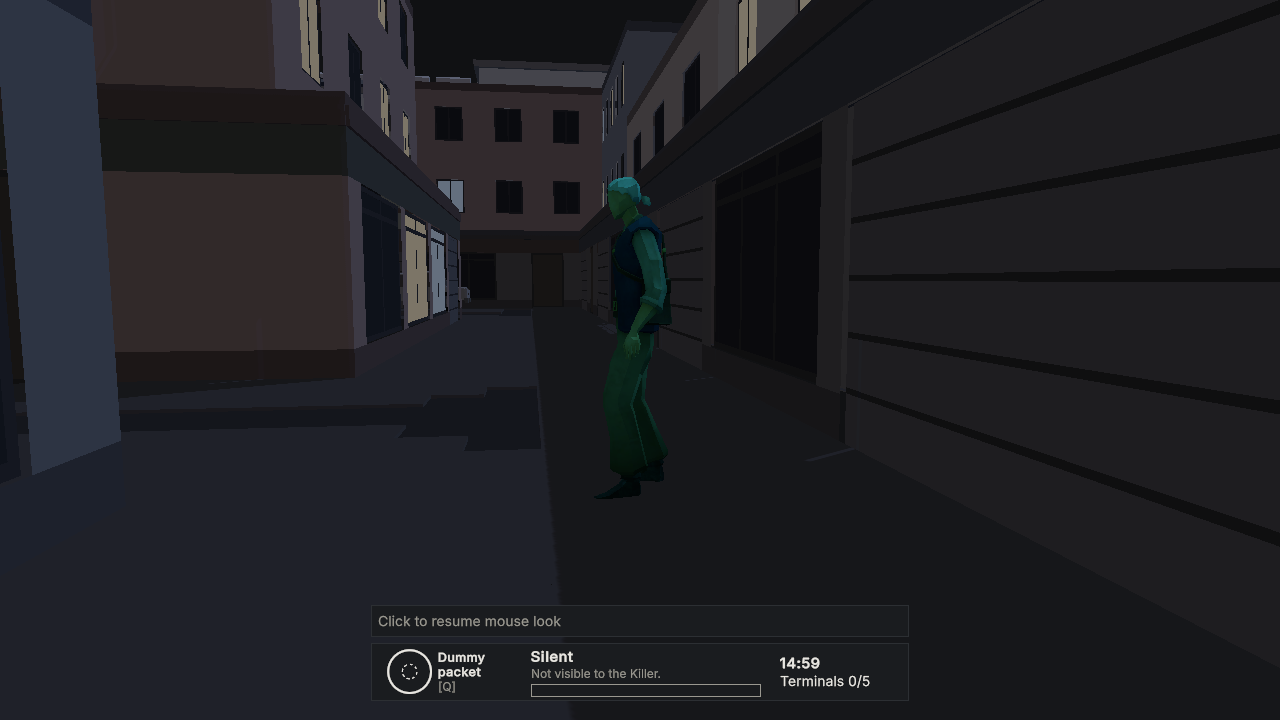 Click to resume mouse look
Dummy
packet
[Q]
Silent
Not visible to the Killer.
14:59
Terminals 0/5